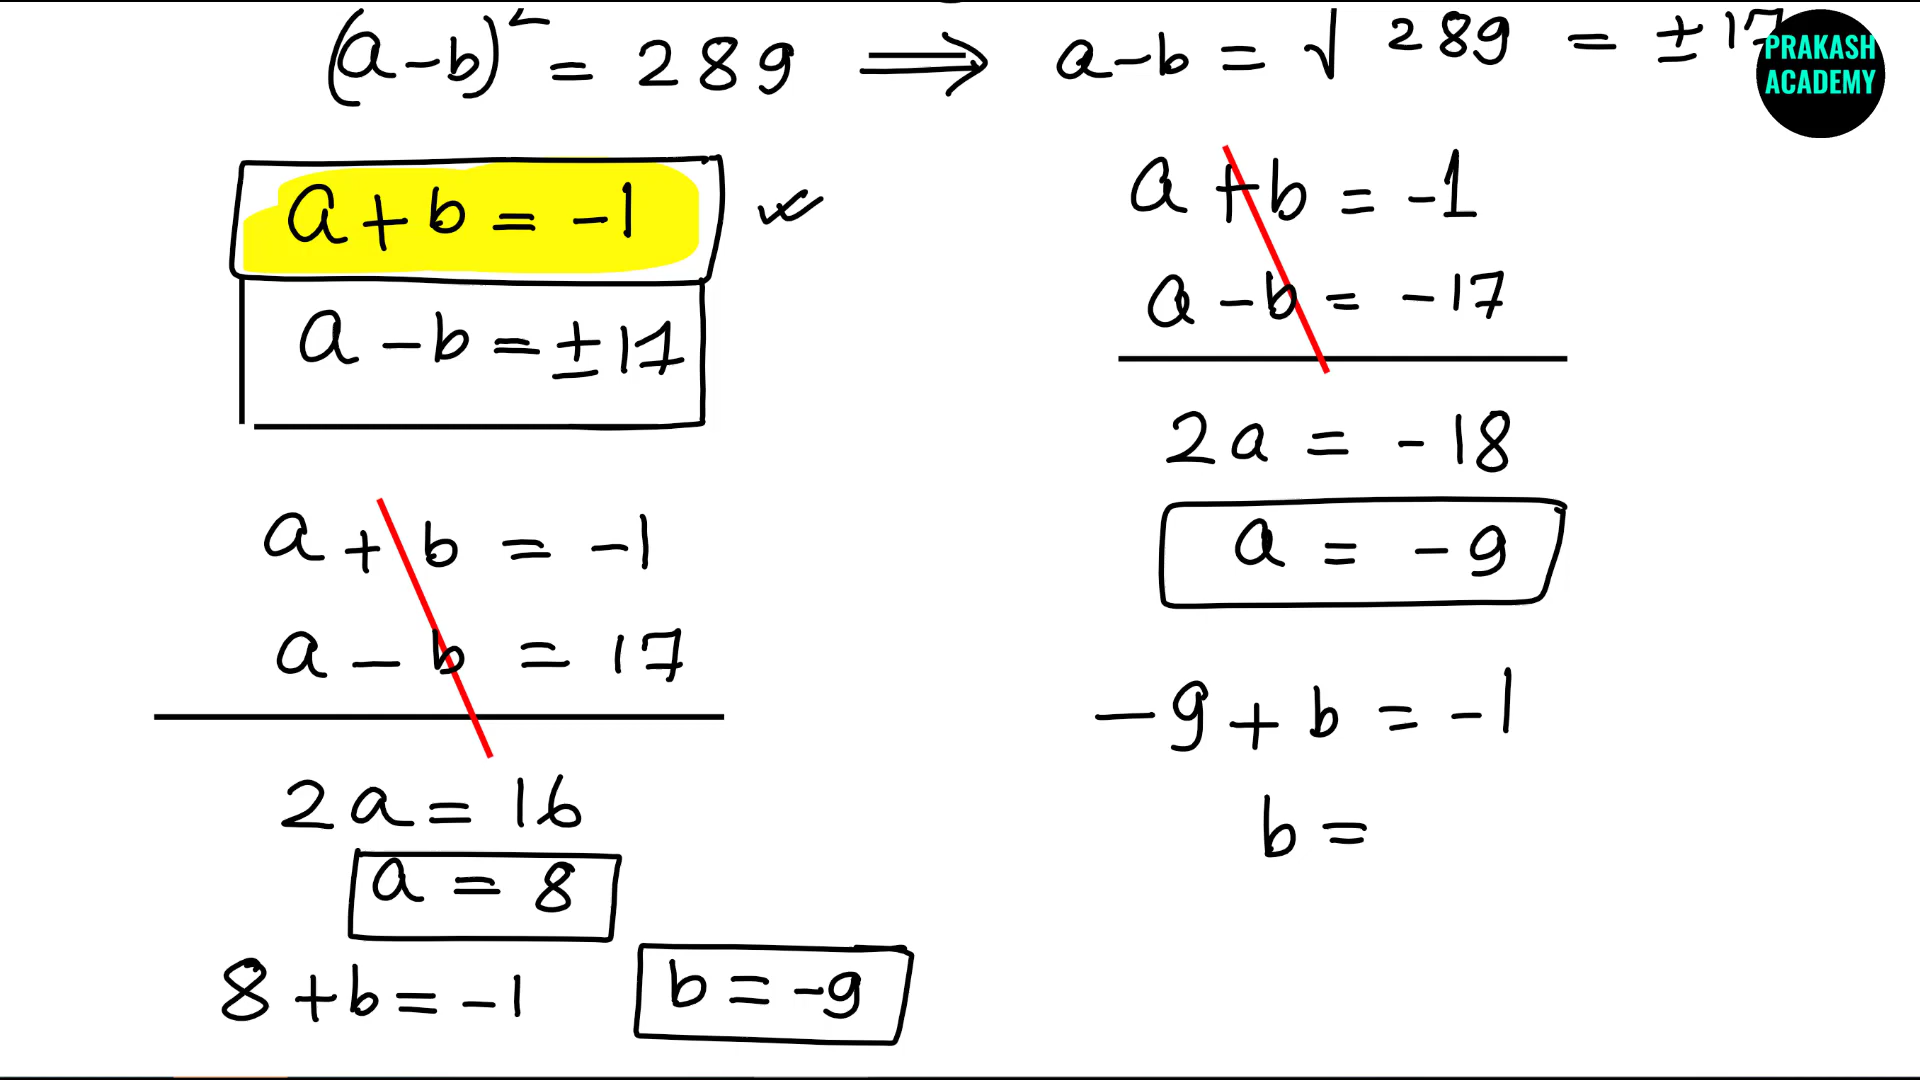 (a-b)² = 289 ⟹ a-b = √289 = ±17
PRAKASH
ACADEMY
a + b = -1
a - b = ±17
a + b = -1
a - b = 17
2a = 16
a = 8
8 + b = -1
b = -9
a + b = -1
a - b = -17
2a = -18
a = -9
-9 + b = -1
b =